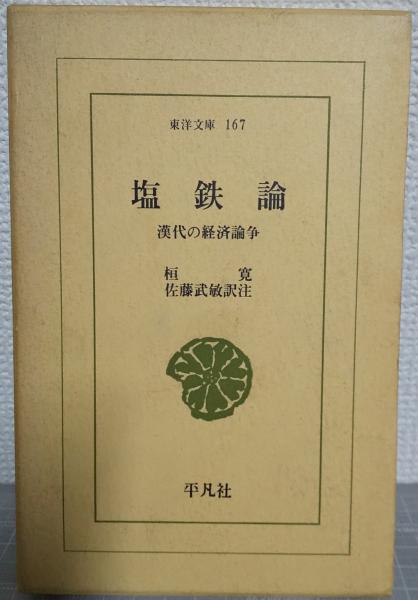 東洋文庫 167
塩鉄論
漢代の経済論争
桓寛
佐藤武敏訳注
平凡社